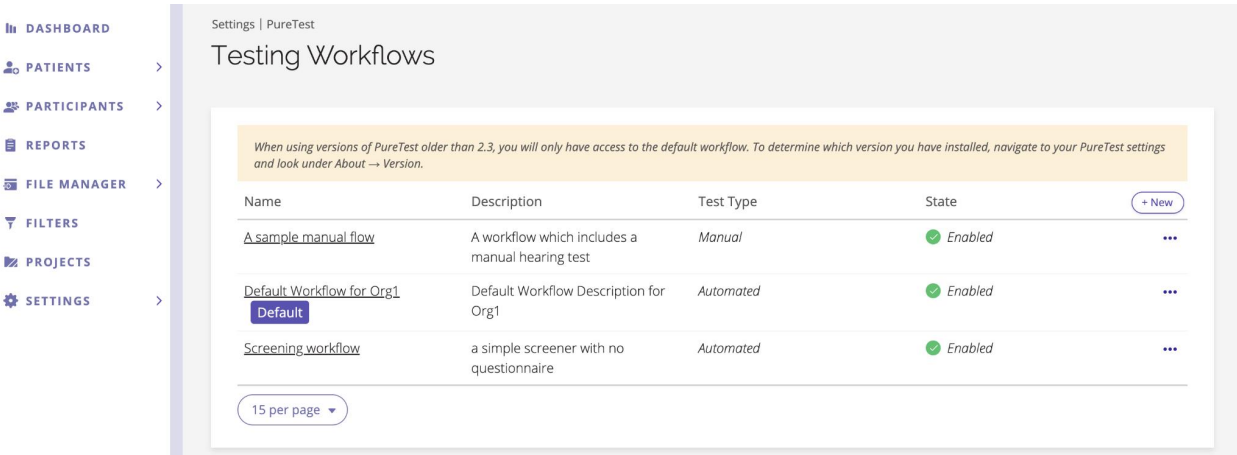 DASHBOARD
PATIENTS
PARTICIPANTS
REPORTS
FILE MANAGER
FILTERS
PROJECTS
SETTINGS
Settings | PureTest
Testing Workflows
When using versions of PureTest older than 2.3, you will only have access to the default workflow. To determine which version you have installed, navigate to your PureTest settings
and look under About → Version.
Name Description Test Type State + New
A sample manual flow A workflow which includes a Manual Enabled
manual hearing test
Default Workflow for Org1 Default Workflow Description for Automated Enabled
Default Org1
Screening workflow a simple screener with no Automated Enabled
questionnaire
15 per page